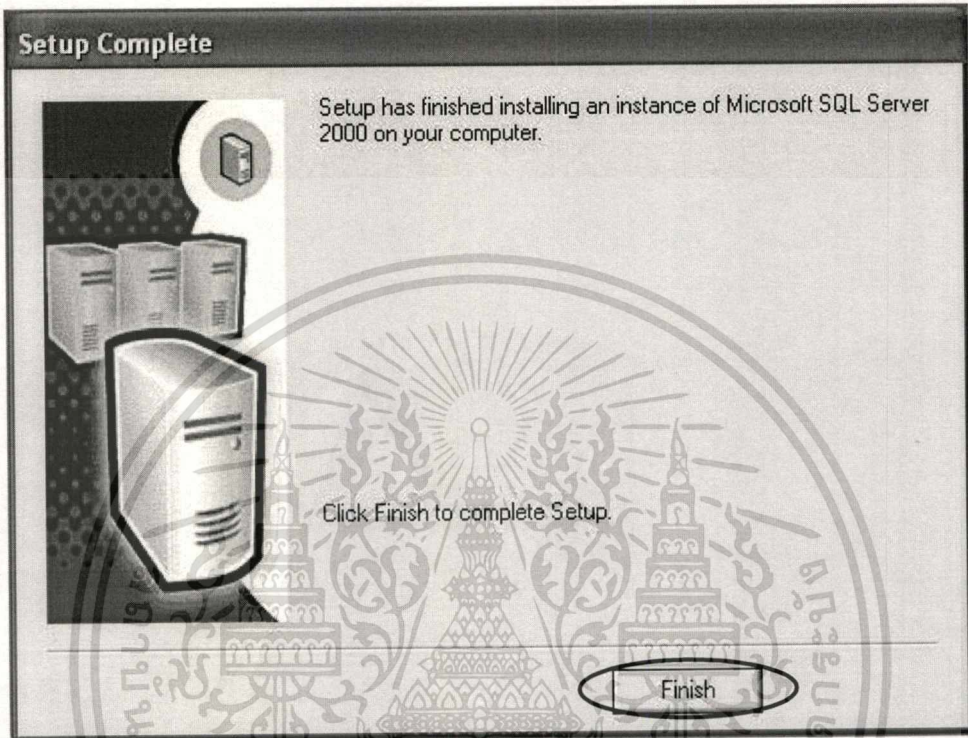 Setup Complete
Setup has finished installing an instance of Microsoft SQL Server
2000 on your computer.
Click Finish to complete Setup.
Finish